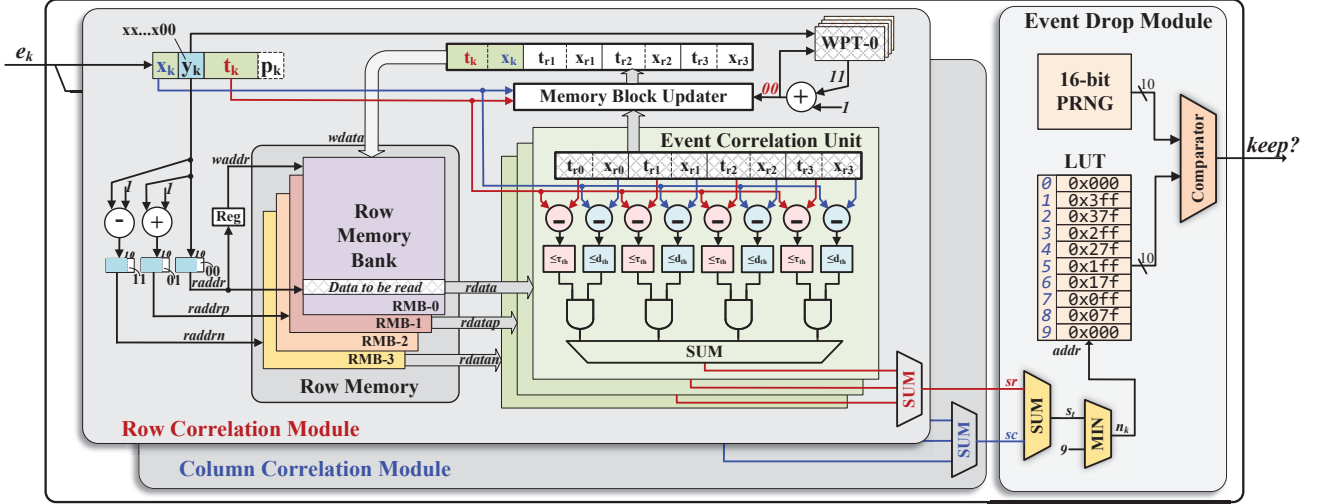 e_k
xx...x00
x_k y_k t_k p_k
t_k x_k t_r1 x_r1 t_r2 x_r2 t_r3 x_r3
WPT-0
11
00
+
1
Memory Block Updater
wdata
waddr
1
1
-
+
Reg
10
10
10
11
01
00
raddr
raddrp
raddrn
Row
Memory
Bank
Data to be read
RMB-0
RMB-1
RMB-2
RMB-3
Row Memory
rdata
rdatap
rdatan
Event Correlation Unit
t_r0 x_r0 t_r1 x_r1 t_r2 x_r2 t_r3 x_r3
- - - - - - - -
≤τ_th ≤d_th ≤τ_th ≤d_th ≤τ_th ≤d_th ≤τ_th ≤d_th
SUM
SUM
Row Correlation Module
SUM
Column Correlation Module
Event Drop Module
16-bit
PRNG
10
Comparator
keep?
LUT
0 0x000
1 0x3ff
2 0x37f
3 0x2ff
4 0x27f
5 0x1ff
6 0x17f
7 0x0ff
8 0x07f
9 0x000
10
addr
sr
sc
SUM
s_t
9
MIN
n_k